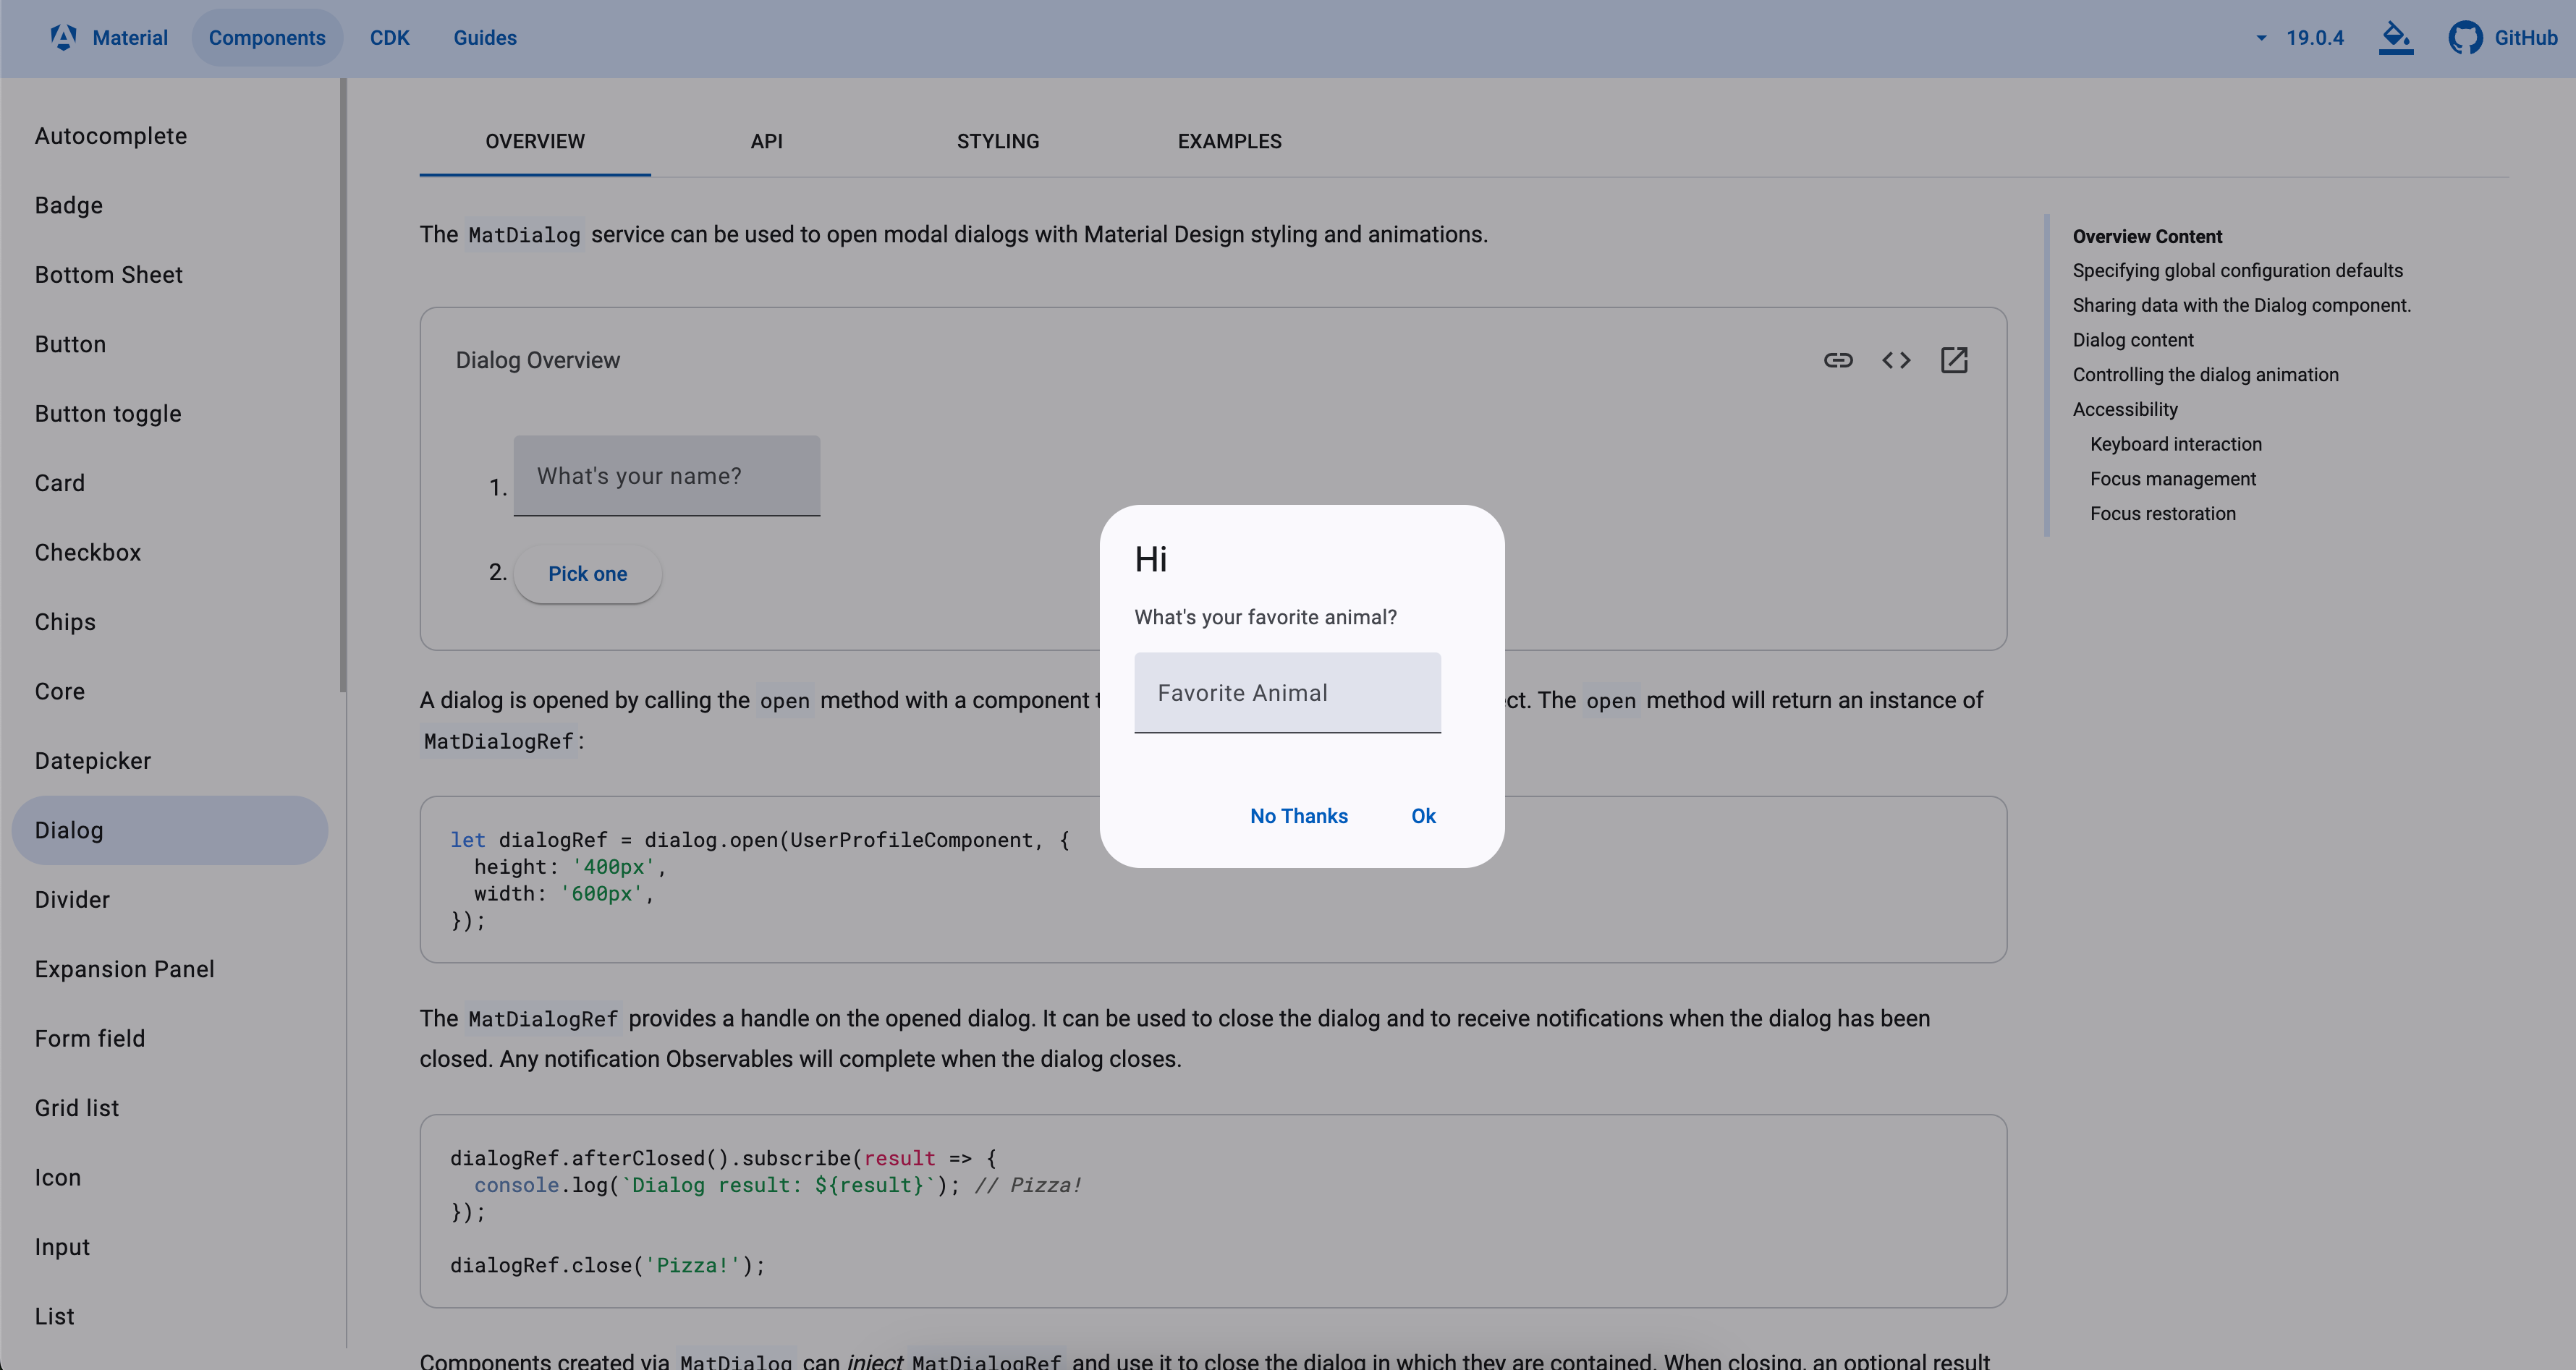 Material
Components
CDK
Guides
19.0.4
GitHub
Autocomplete
Badge
Bottom Sheet
Button
Button toggle
Card
Checkbox
Chips
Core
Datepicker
Dialog
Divider
Expansion Panel
Form field
Grid list
Icon
Input
List
OVERVIEW
API
STYLING
EXAMPLES
The MatDialog service can be used to open modal dialogs with Material Design styling and animations.
Dialog Overview
1. What's your name?
2. Pick one
A dialog is opened by calling the open method with a component
The open method will return an instance of
MatDialogRef:
let dialogRef = dialog.open(UserProfileComponent, {
height: '400px',
width: '600px',
});
The MatDialogRef provides a handle on the opened dialog. It can be used to close the dialog and to receive notifications when the dialog has been
closed. Any notification Observables will complete when the dialog closes.
dialogRef.afterClosed().subscribe(result => {
console.log(`Dialog result: ${result}`); // Pizza!
});
dialogRef.close('Pizza!');
Components created via MatDialog can inject MatDialogRef and use it to close the dialog in which they are contained. When closing, an optional result
Hi
What's your favorite animal?
Favorite Animal
No Thanks
Ok
Overview Content
Specifying global configuration defaults
Sharing data with the Dialog component.
Dialog content
Controlling the dialog animation
Accessibility
Keyboard interaction
Focus management
Focus restoration